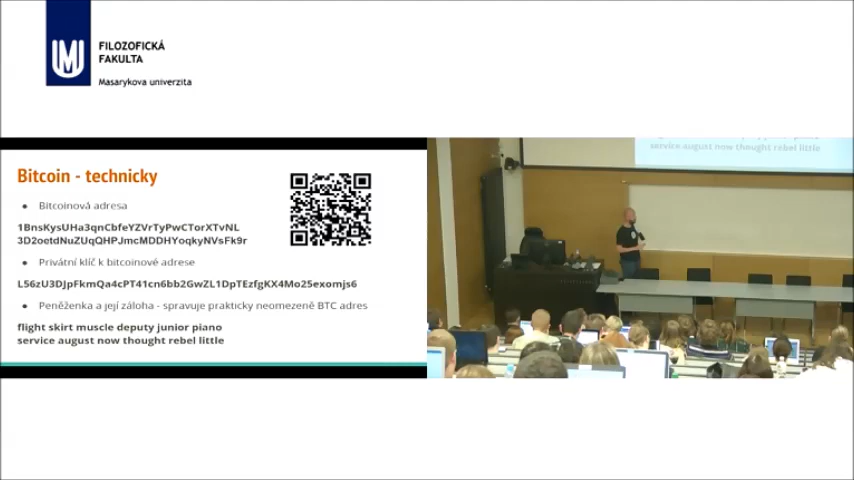 FILOZOFICKÁ
FAKULTA
Masarykova univerzita
Bitcoin - technicky
Bitcoinová adresa
1BnsKysUHa3qnCbfeYZVrTyPwCTorXTvNL
3D2oetdNuZUqQHPJmcMDDHYoqkyNVsFk9r
Privátní klíč k bitcoinové adrese
L56zU3DJpFkmQa4cPT41cn6bb2GwZL1DpTEzfgKX4Mo25exomjs6
Peněženka a její záloha - spravuje prakticky neomezeně BTC adres
flight skirt muscle deputy junior piano
service august now thought rebel little
service august now thought rebel little